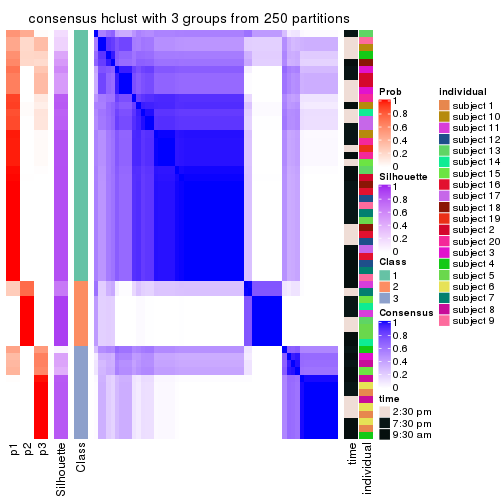 consensus hclust with 3 groups from 250 partitions
p1
p2
p3
Silhouette
Class
time
individual
Prob
1
0.8
0.6
0.4
0.2
0
Silhouette
1
0.8
0.6
0.4
0.2
0
Class
1
2
3
Consensus
1
0.8
0.6
0.4
0.2
0
time
2:30 pm
7:30 pm
9:30 am
individual
subject 1
subject 10
subject 11
subject 12
subject 13
subject 14
subject 15
subject 16
subject 17
subject 18
subject 19
subject 2
subject 20
subject 3
subject 4
subject 5
subject 6
subject 7
subject 8
subject 9